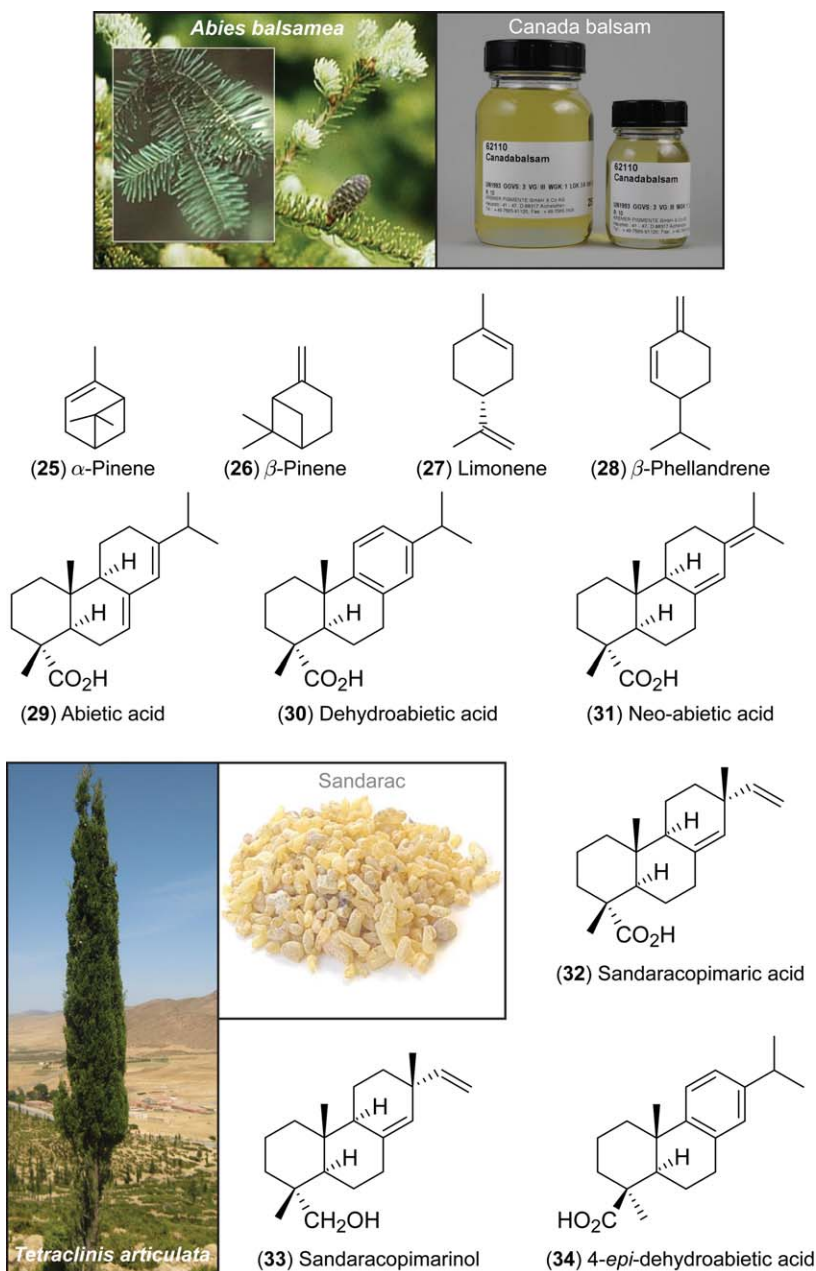 Abies balsamea
Canada balsam
62110
Canadabalsam
62110
Canadabalsam
(25) α-Pinene
(26) β-Pinene
(27) Limonene
(28) β-Phellandrene
H
H
CO2H
(29) Abietic acid
H
CO2H
(30) Dehydroabietic acid
H
H
CO2H
(31) Neo-abietic acid
Sandarac
Tetraclinis articulata
H
H
CO2H
(32) Sandaracopimaric acid
H
H
CH2OH
(33) Sandaracopimarinol
H
HO2C
(34) 4-epi-dehydroabietic acid